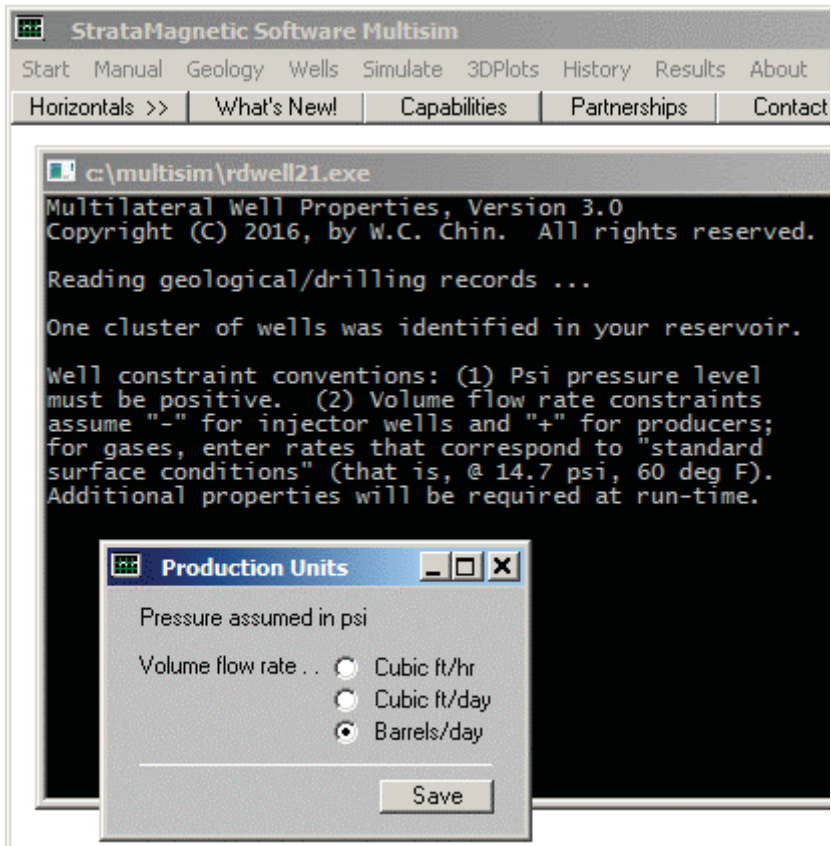 StrataMagnetic Software Multisim
Start Manual Geology Wells Simulate 3DPlots History Results About
Horizontals >> What's New! Capabilities Partnerships Contact
c:\multisim\rdwell21.exe
Multilateral Well Properties, Version 3.0
Copyright (C) 2016, by W.C. Chin.  All rights reserved.
Reading geological/drilling records ...
One cluster of wells was identified in your reservoir.
Well constraint conventions: (1) Psi pressure level
must be positive.  (2) Volume flow rate constraints
assume "-" for injector wells and "+" for producers;
for gases, enter rates that correspond to "standard
surface conditions" (that is, @ 14.7 psi, 60 deg F).
Additional properties will be required at run-time.
Production Units
Pressure assumed in psi
Volume flow rate . . Cubic ft/hr
Cubic ft/day
Barrels/day
Save